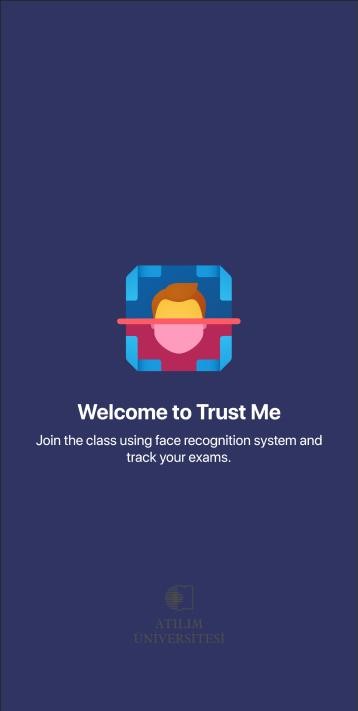 Welcome to Trust Me
Join the class using face recognition system and
track your exams.
ATILIM
ÜNİVERSİTESİ